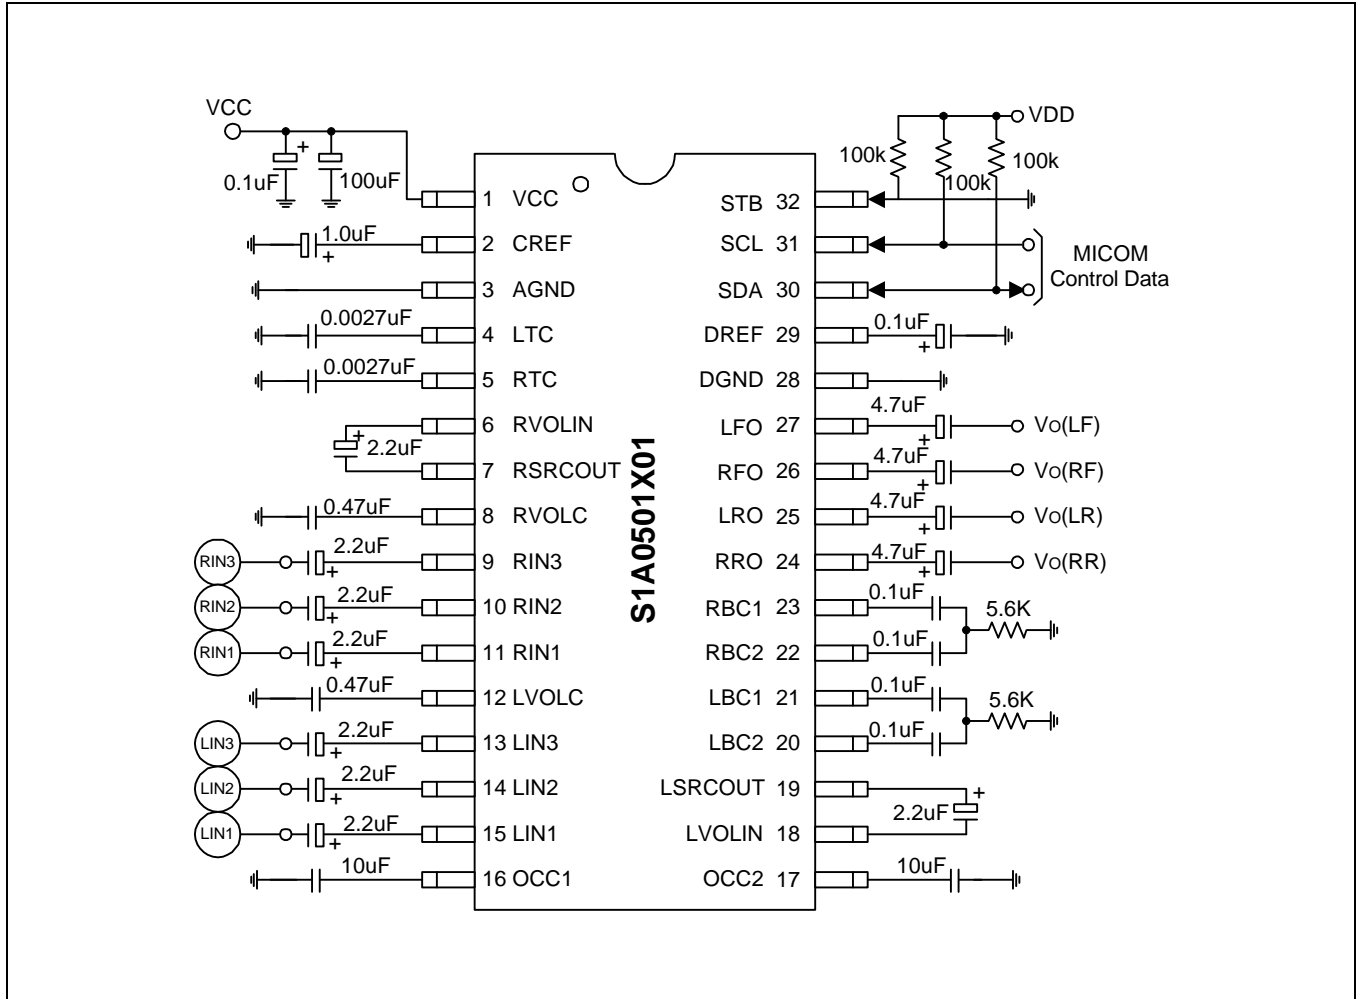 VCC
VDD
0.1uF
+
100uF
100k
100k
100k
1 VCC
STB 32
1.0uF
+
2 CREF
SCL 31
MICOM
Control Data
3 AGND
SDA 30
0.0027uF
4 LTC
DREF 29
0.1uF
+
0.0027uF
5 RTC
DGND 28
6 RVOLIN
LFO 27
4.7uF
+
Vo(LF)
+
2.2uF
7 RSRCOUT
RFO 26
4.7uF
+
Vo(RF)
S1A0501X01
0.47uF
8 RVOLC
LRO 25
4.7uF
+
Vo(LR)
RIN3
2.2uF
+
9 RIN3
RRO 24
4.7uF
+
Vo(RR)
RIN2
2.2uF
+
10 RIN2
RBC1 23
0.1uF
5.6K
RIN1
2.2uF
+
11 RIN1
RBC2 22
0.1uF
0.47uF
12 LVOLC
LBC1 21
0.1uF
5.6K
LIN3
2.2uF
+
13 LIN3
LBC2 20
0.1uF
LIN2
2.2uF
+
14 LIN2
LSRCOUT 19
+
2.2uF
LIN1
2.2uF
+
15 LIN1
LVOLIN 18
10uF
16 OCC1
OCC2 17
10uF